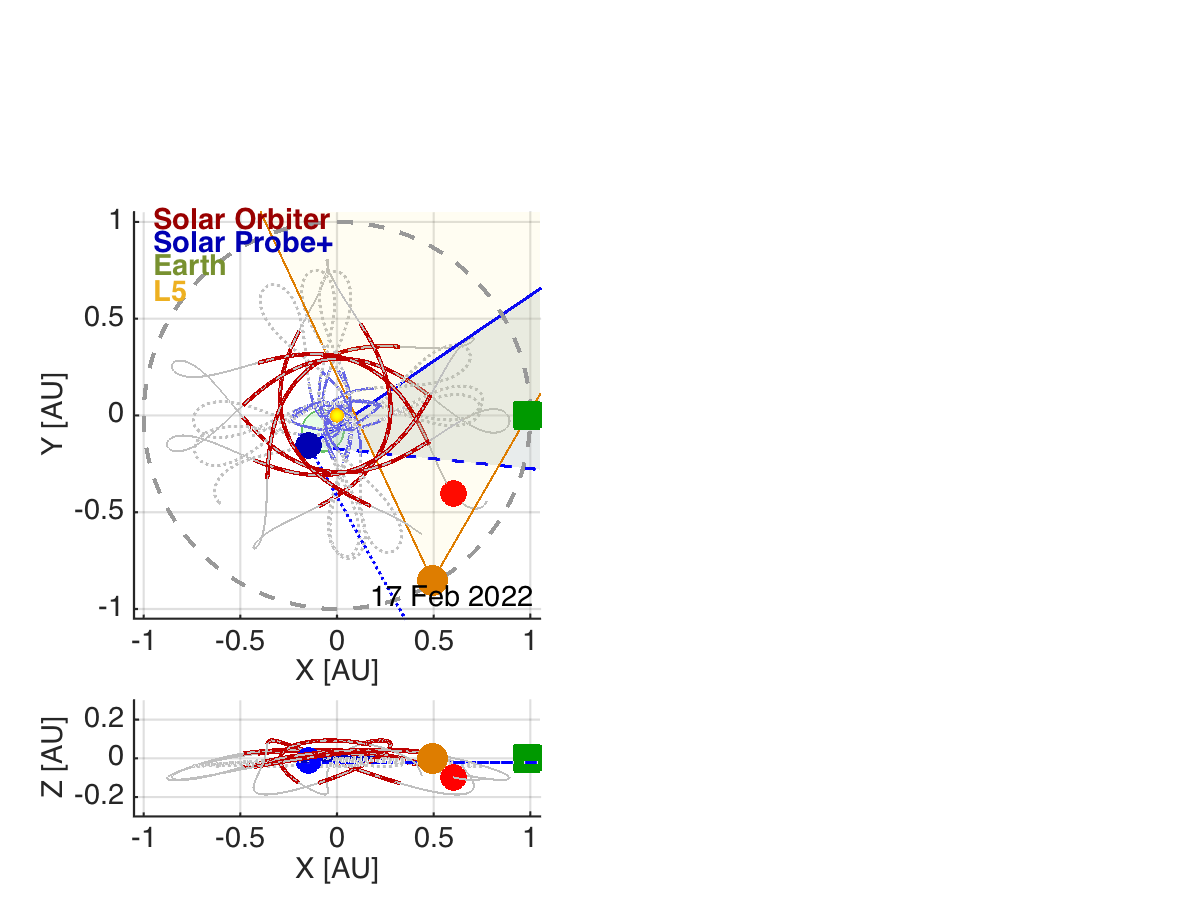 Solar Orbiter
Solar Probe+
Earth
L5
1
0.5
0
-0.5
-1
Y [AU]
17 Feb 2022
-1 -0.5 0 0.5 1
X [AU]
0.2
0
-0.2
Z [AU]
-1 -0.5 0 0.5 1
X [AU]